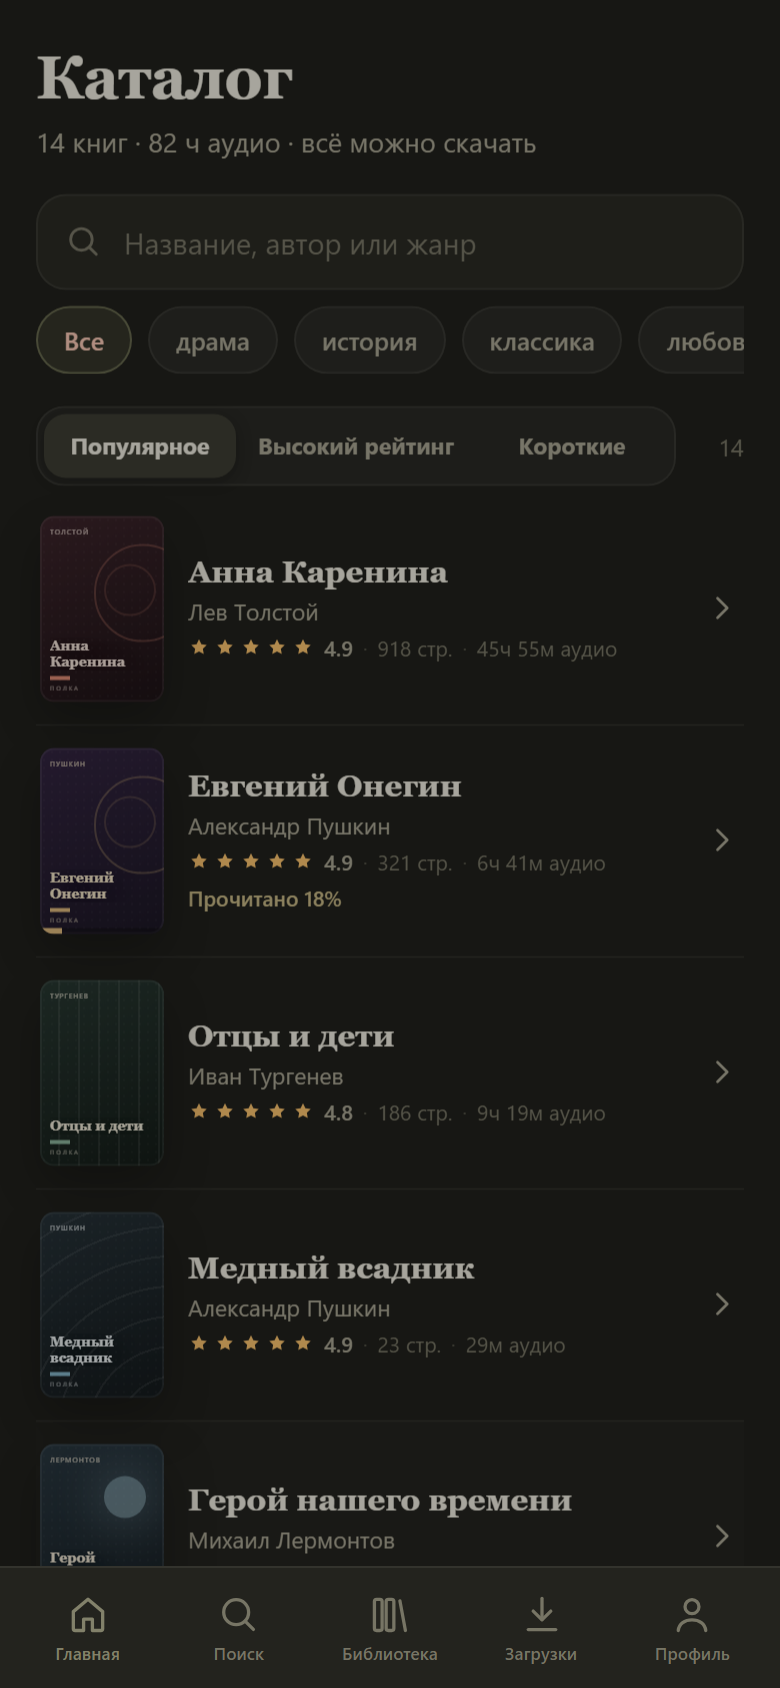 Каталог
14 книг · 82 ч аудио · всё можно скачать
Название, автор или жанр
Все драма история классика любов
Популярное Высокий рейтинг Короткие 14
ТОЛСТОЙ
Анна
Каренина
ПОЛКА
Анна Каренина
Лев Толстой
★ ★ ★ ★ ★ 4.9 · 918 стр. · 45ч 55м аудио
ПУШКИН
Евгений
Онегин
ПОЛКА
Евгений Онегин
Александр Пушкин
★ ★ ★ ★ ★ 4.9 · 321 стр. · 6ч 41м аудио
Прочитано 18%
ТУРГЕНЕВ
Отцы и дети
ПОЛКА
Отцы и дети
Иван Тургенев
★ ★ ★ ★ ★ 4.8 · 186 стр. · 9ч 19м аудио
ПУШКИН
Медный
всадник
ПОЛКА
Медный всадник
Александр Пушкин
★ ★ ★ ★ ★ 4.9 · 23 стр. · 29м аудио
ЛЕРМОНТОВ
Герой
Герой нашего времени
Михаил Лермонтов
Главная Поиск Библиотека Загрузки Профиль